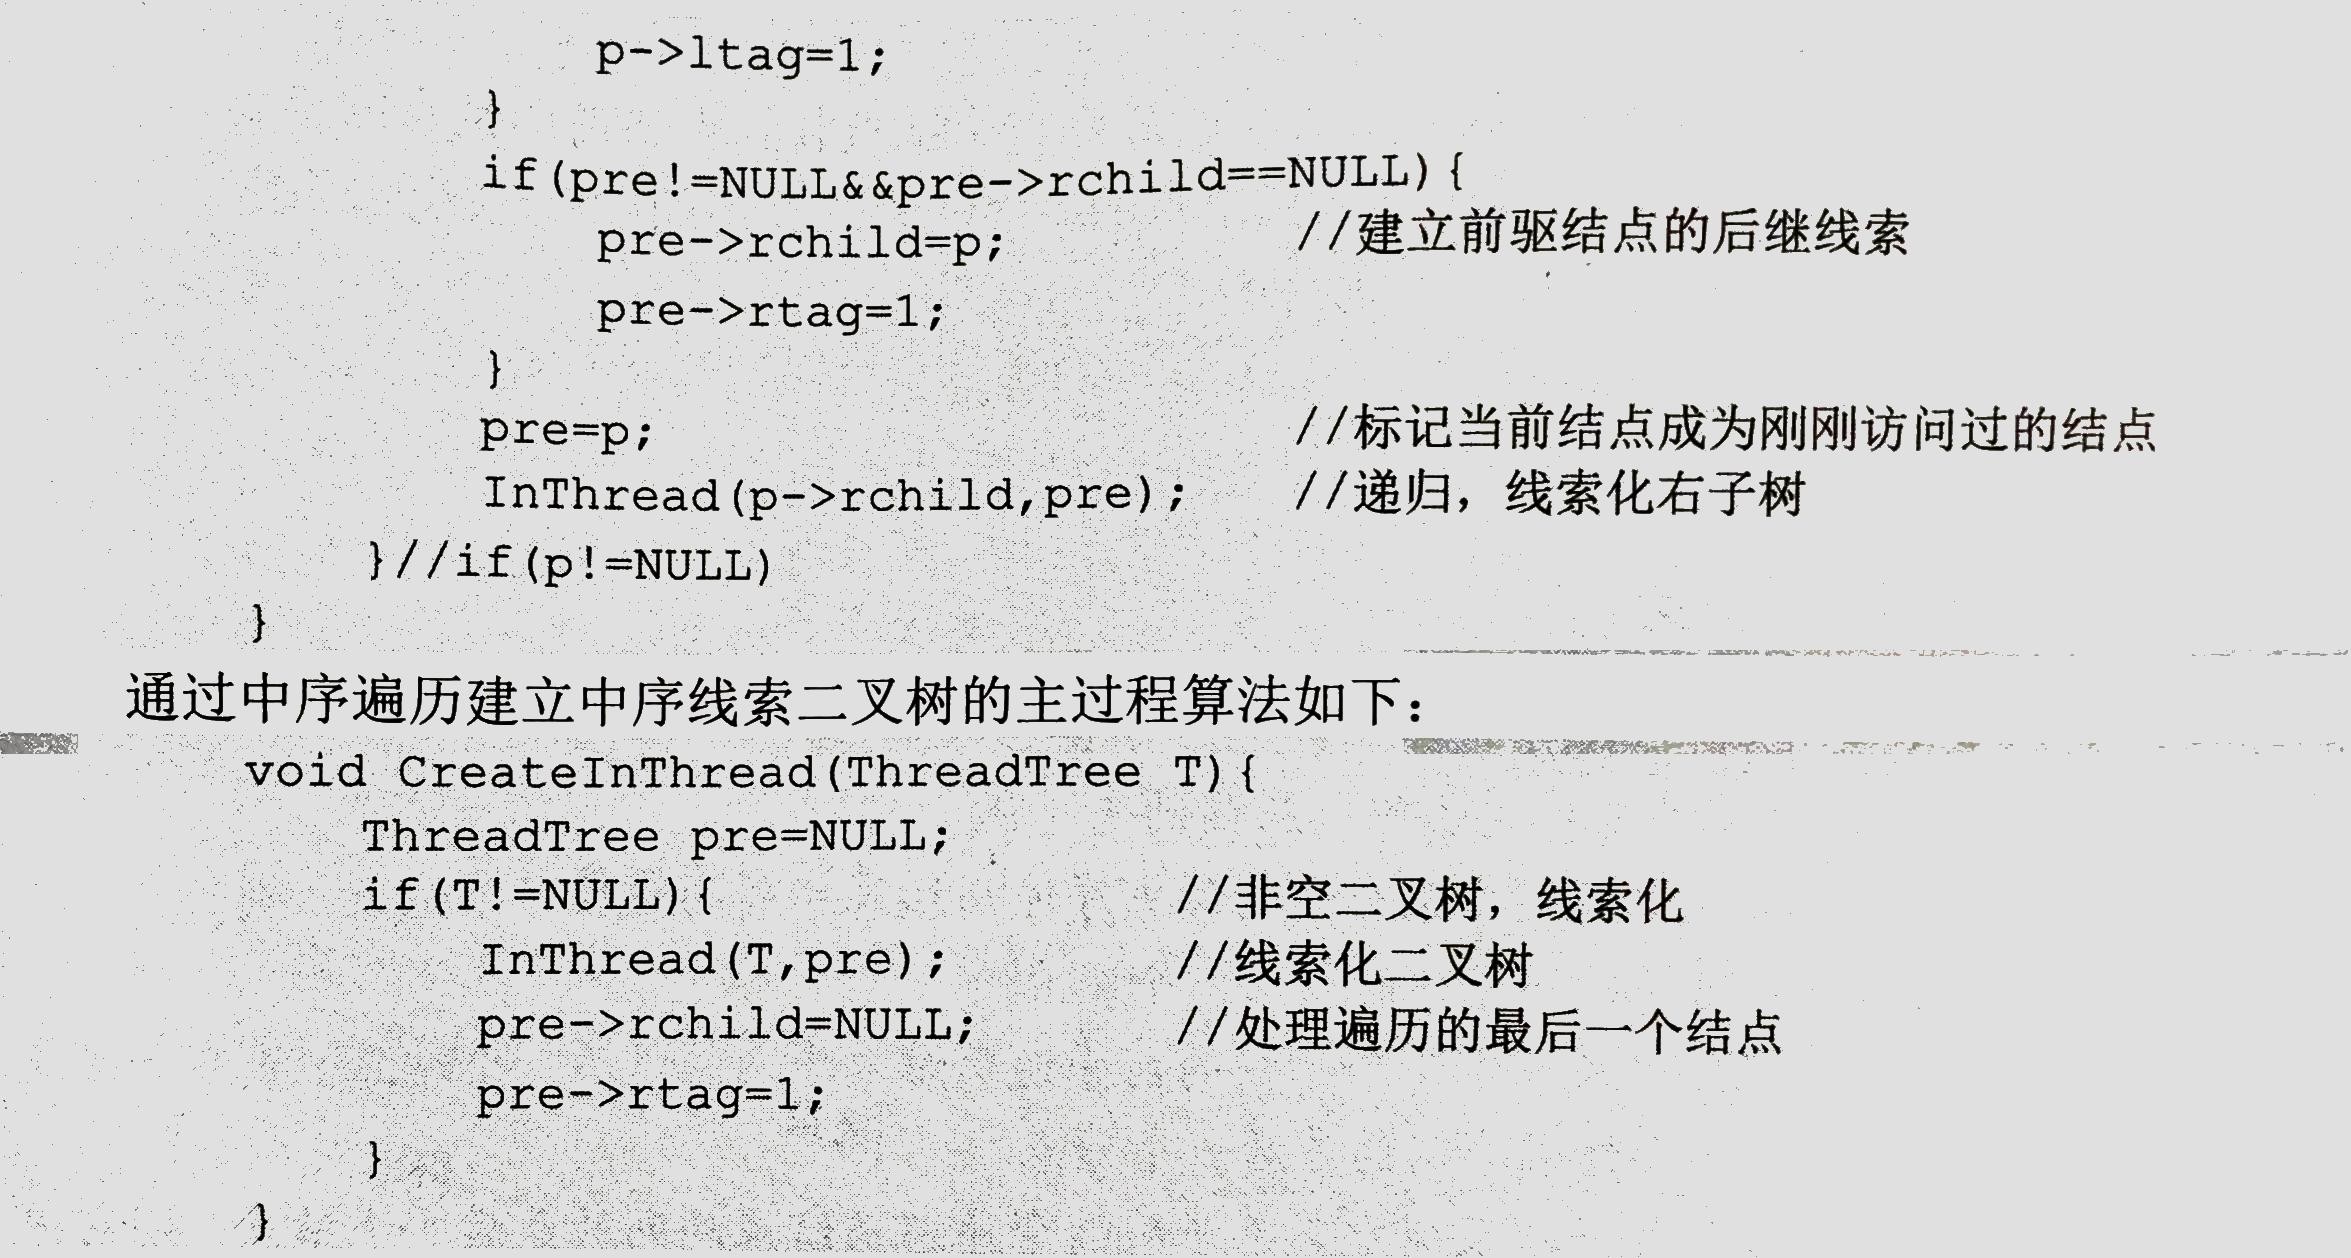 p->ltag=1;
}
if(pre!=NULL&&pre->rchild==NULL){
pre->rchild=p; //建立前驱结点的后继线索
pre->rtag=1;
}
pre=p; //标记当前结点成为刚刚访问过的结点
InThread(p->rchild,pre); //递归，线索化右子树
}//if(p!=NULL)
}
通过中序遍历建立中序线索二叉树的主过程算法如下：
void CreateInThread(ThreadTree T){
ThreadTree pre=NULL;
if(T!=NULL){ //非空二叉树，线索化
InThread(T,pre); //线索化二叉树
pre->rchild=NULL; //处理遍历的最后一个结点
pre->rtag=1;
}
}